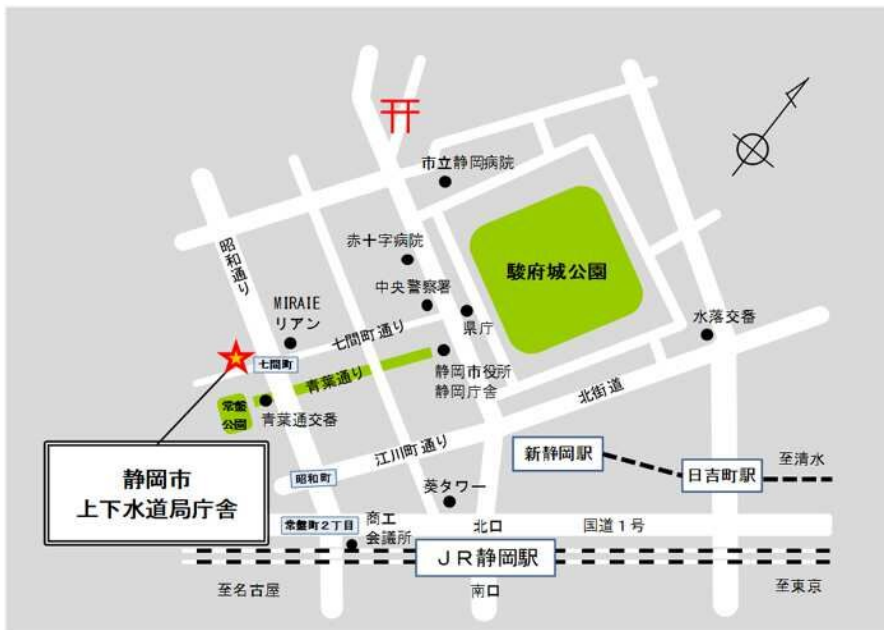 市立静岡病院
昭和通り
赤十字病院
駿府城公園
中央警察署
MIRAIE
リアン
七間町通り
県庁
水落交番
七間町
青葉通り
静岡市役所
静岡庁舎
常盤
公園
青葉通交番
北街道
江川町通り
静岡市
上下水道局庁舎
昭和町
新静岡駅
日吉町駅
至清水
葵タワー
常盤町2丁目
商工
会議所
北口
国道1号
JR静岡駅
至名古屋
南口
至東京